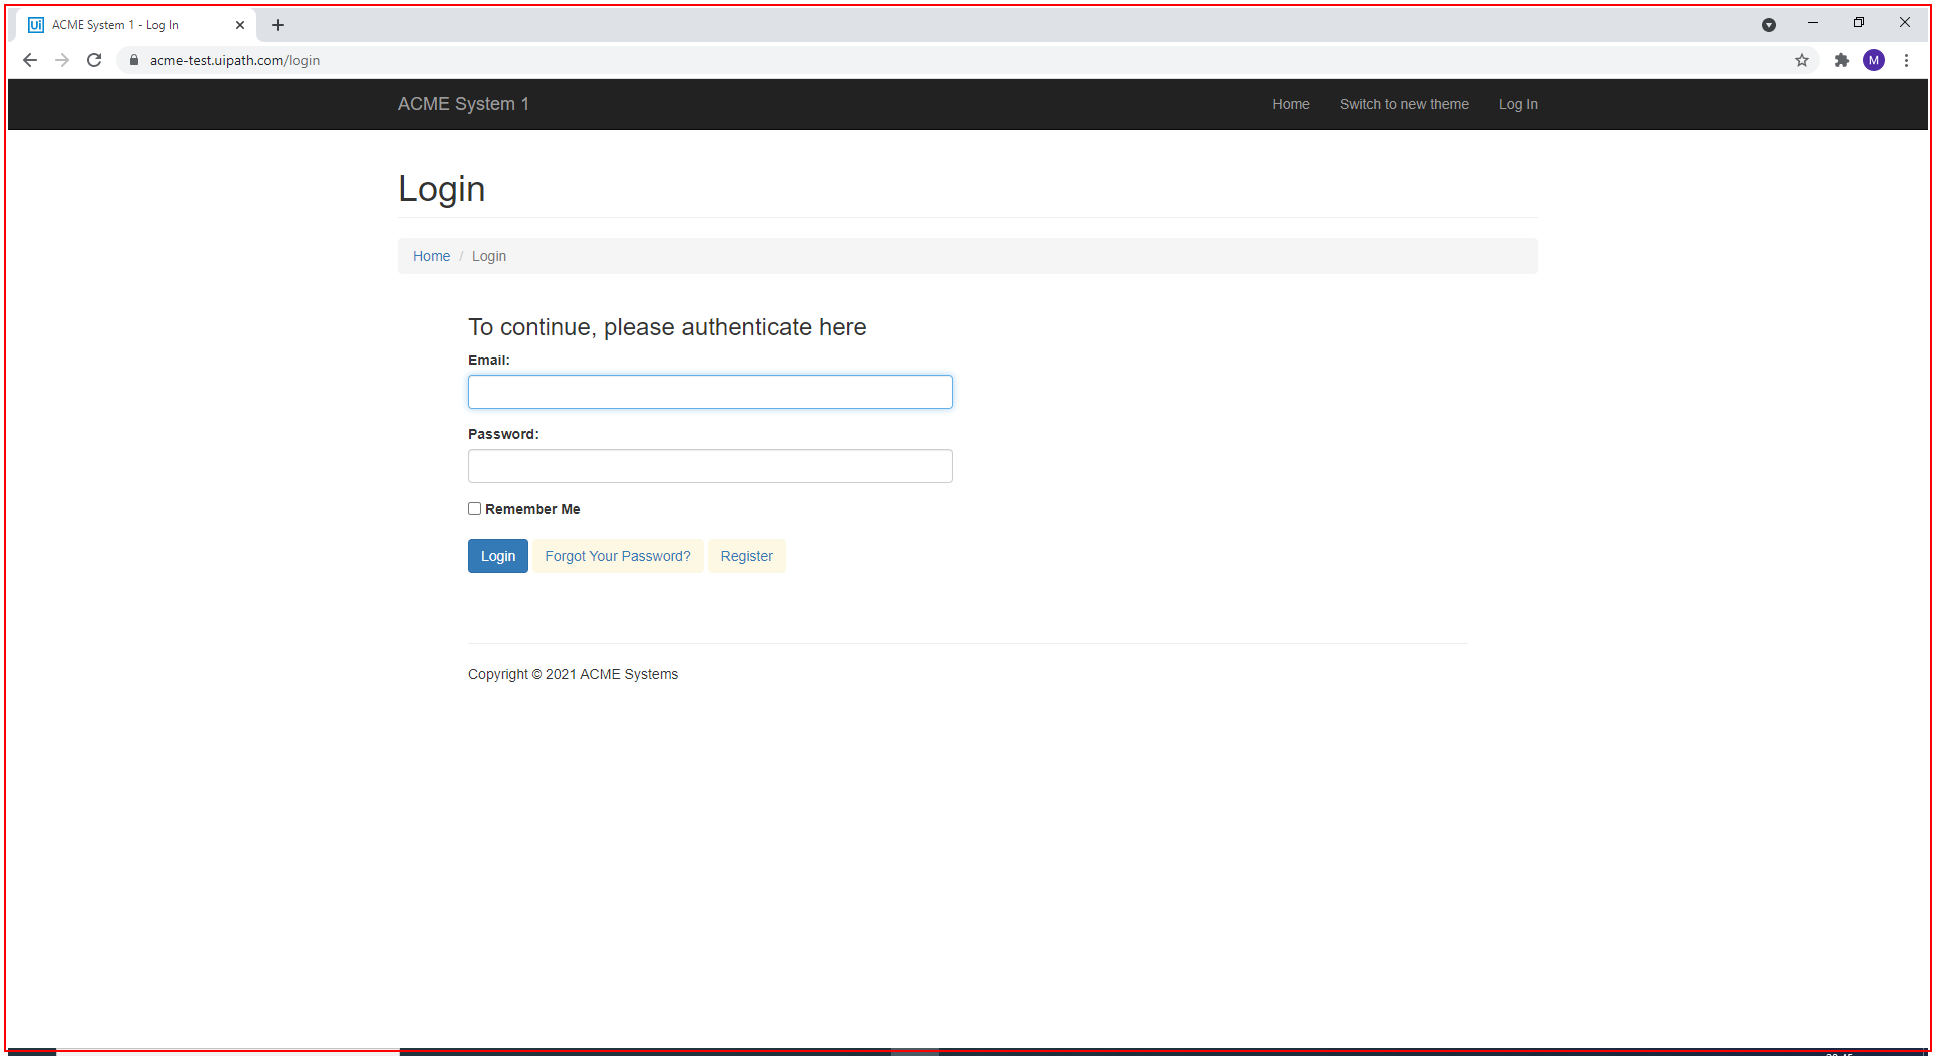 Ui ACME System 1 - Log In
acme-test.uipath.com/login
M
ACME System 1 Home Switch to new theme Log In
Login
Home / Login
To continue, please authenticate here
Email:
Password:
Remember Me
Login Forgot Your Password? Register
Copyright © 2021 ACME Systems